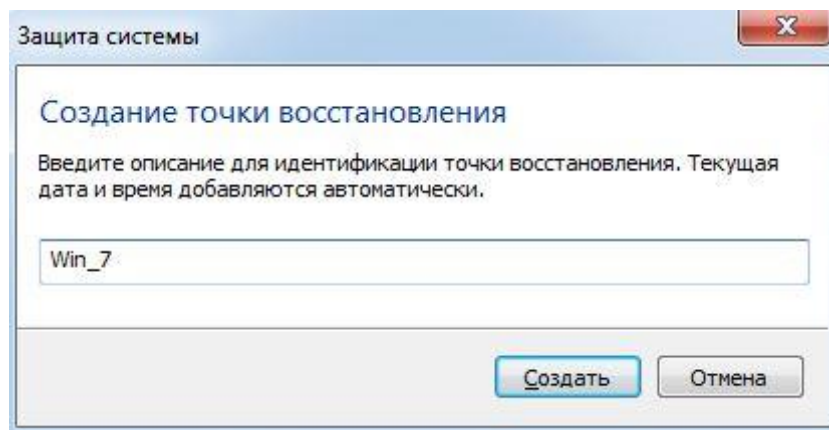 Защита системы
Создание точки восстановления
Введите описание для идентификации точки восстановления. Текущая
дата и время добавляются автоматически.
Win_7
Создать Отмена